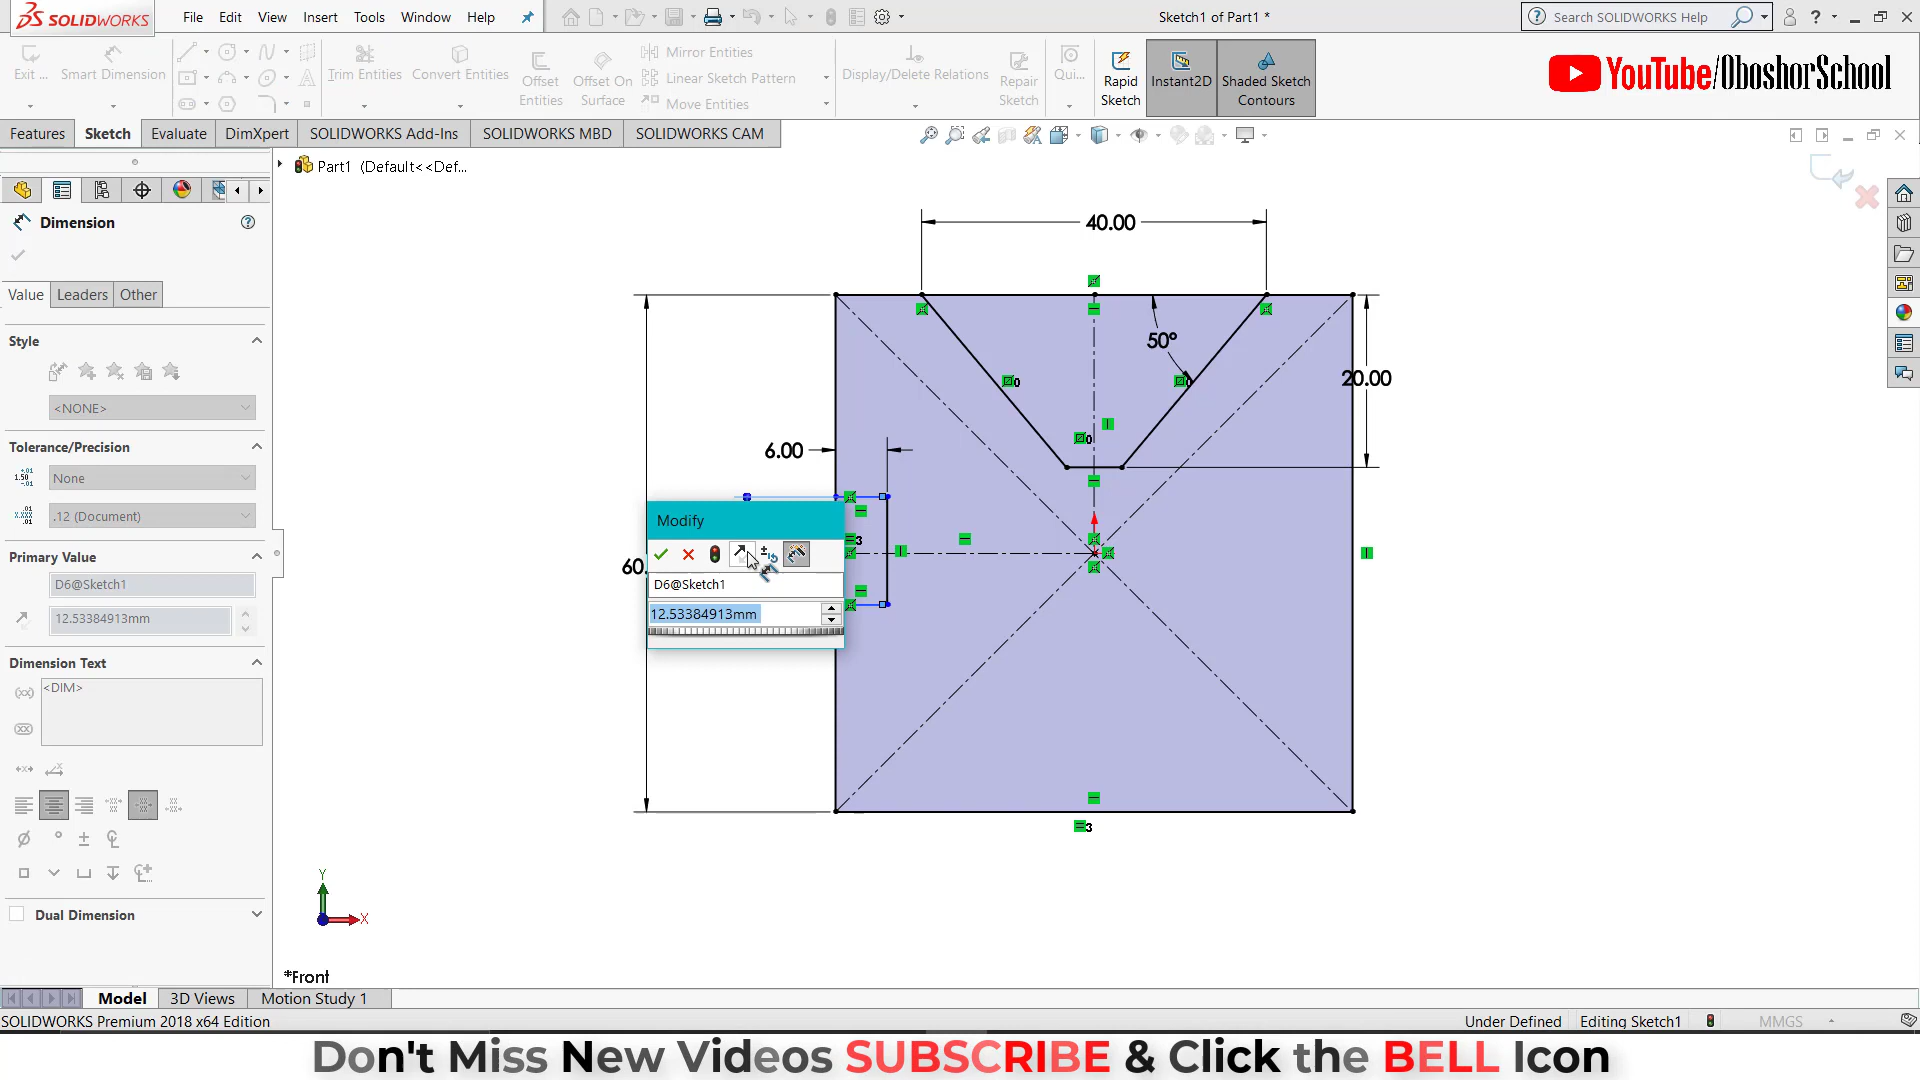 SOLIDWORKS
File Edit View Insert Tools Window Help
Sketch1 of Part1 *
Search SOLIDWORKS Help
Exit ... Smart Dimension Trim Entities Convert Entities Offset Entities Offset On Surface
Mirror Entities
Linear Sketch Pattern
Move Entities
Display/Delete Relations Repair Sketch Qui... Rapid Sketch Instant2D Shaded Sketch Contours
YouTube/OboshorSchool
Features Sketch Evaluate DimXpert SOLIDWORKS Add-Ins SOLIDWORKS MBD SOLIDWORKS CAM
Part1 (Default<<Def...
Dimension
Value Leaders Other
Style
<NONE>
Tolerance/Precision
None
.12 (Document)
Primary Value
D6@Sketch1
12.53384913mm
Dimension Text
<DIM>
Dual Dimension
40.00
50°
20.00
6.00
60.
0
0
0
3
3
Modify
D6@Sketch1
12.53384913mm
Y
X
*Front
Model 3D Views Motion Study 1
SOLIDWORKS Premium 2018 x64 Edition
Under Defined Editing Sketch1 MMGS
Don't Miss New Videos SUBSCRIBE & Click the BELL Icon